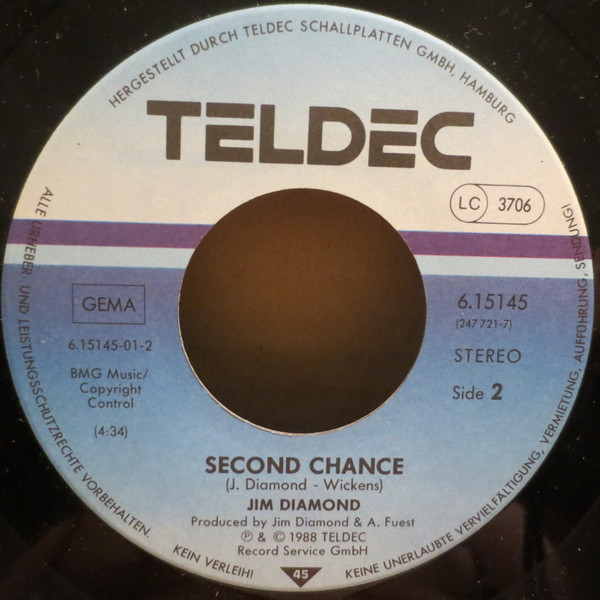 HERGESTELLT DURCH TELDEC SCHALLPLATTEN GMBH, HAMBURG
TELDEC
LC 3706
GEMA
6.15145-01-2
BMG Music/
Copyright
Control
(4:34)
6.15145
(247 721-7)
STEREO
Side 2
SECOND CHANCE
(J. Diamond - Wickens)
JIM DIAMOND
Produced by Jim Diamond & A. Fuest
℗ & © 1988 TELDEC
Record Service GmbH
45
ALLE URHEBER- UND LEISTUNGSSCHUTZRECHTE VORBEHALTEN.
KEIN VERLEIH!
KEINE UNERLAUBTE VERVIELFÄLTIGUNG, VERMIETUNG, AUFFÜHRUNG, SENDUNG!